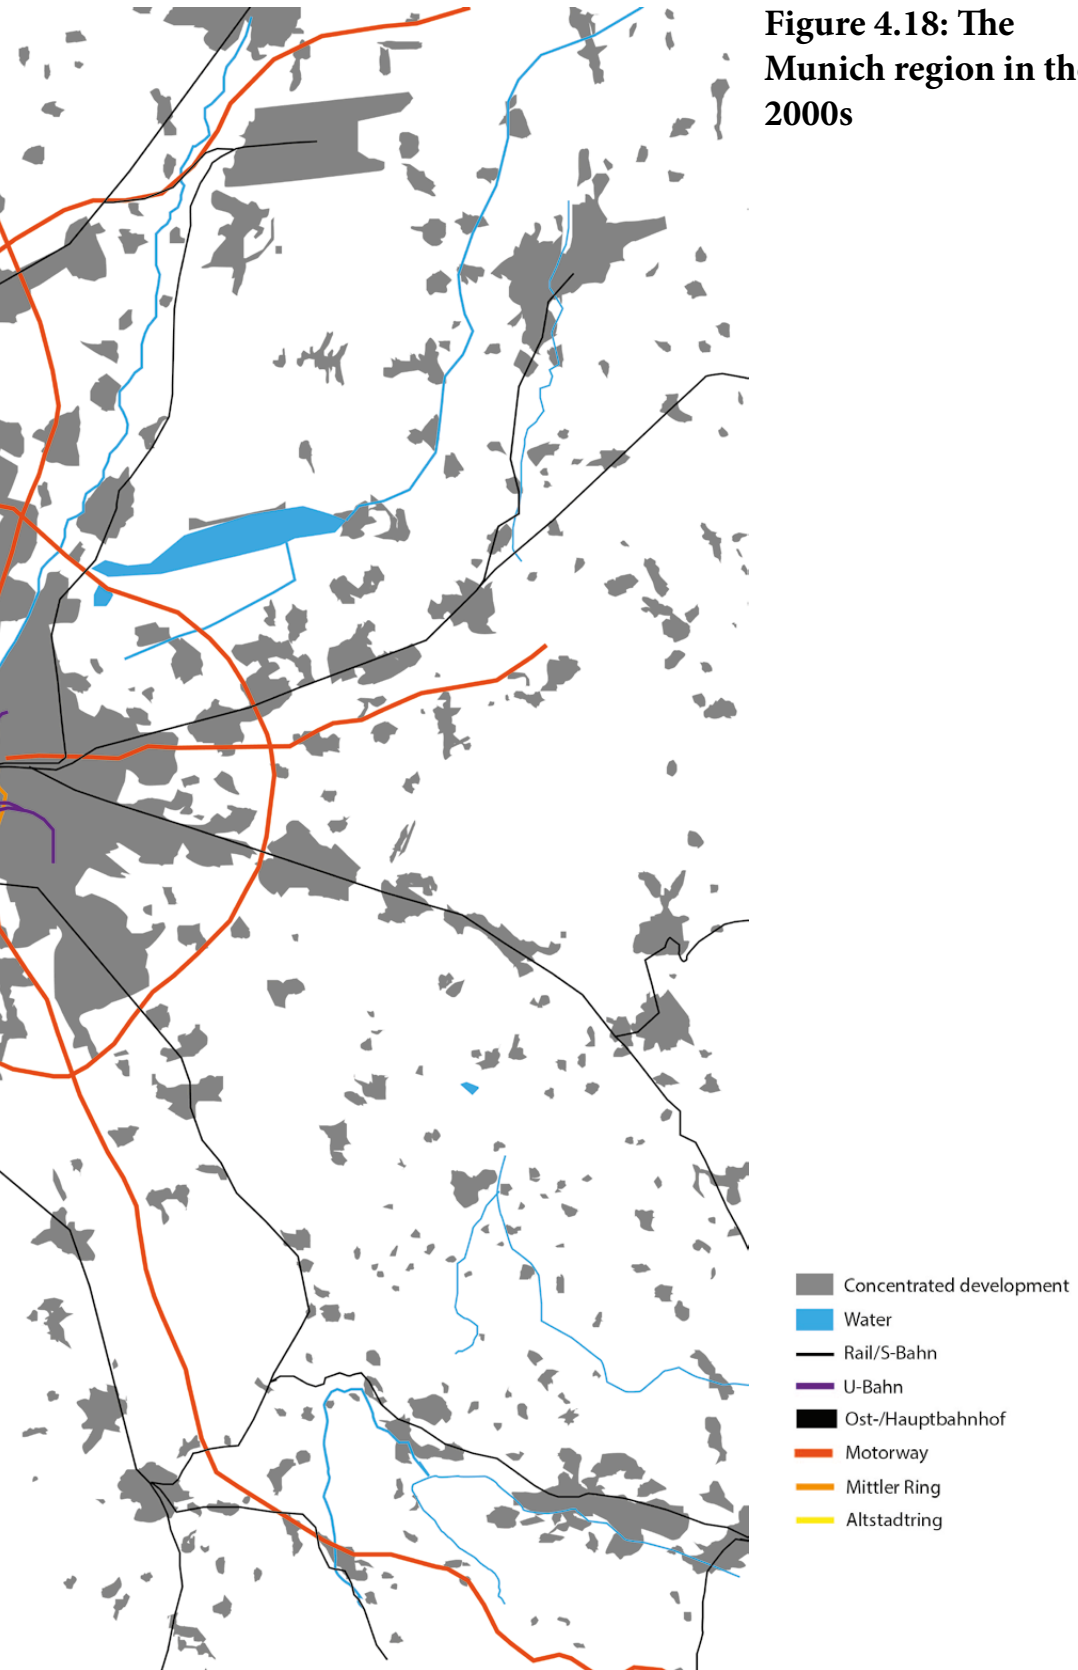 Figure 4.18: The
Munich region in th
2000s
Concentrated development
Water
Rail/S-Bahn
U-Bahn
Ost-/Hauptbahnhof
Motorway
Mittler Ring
Altstadtring